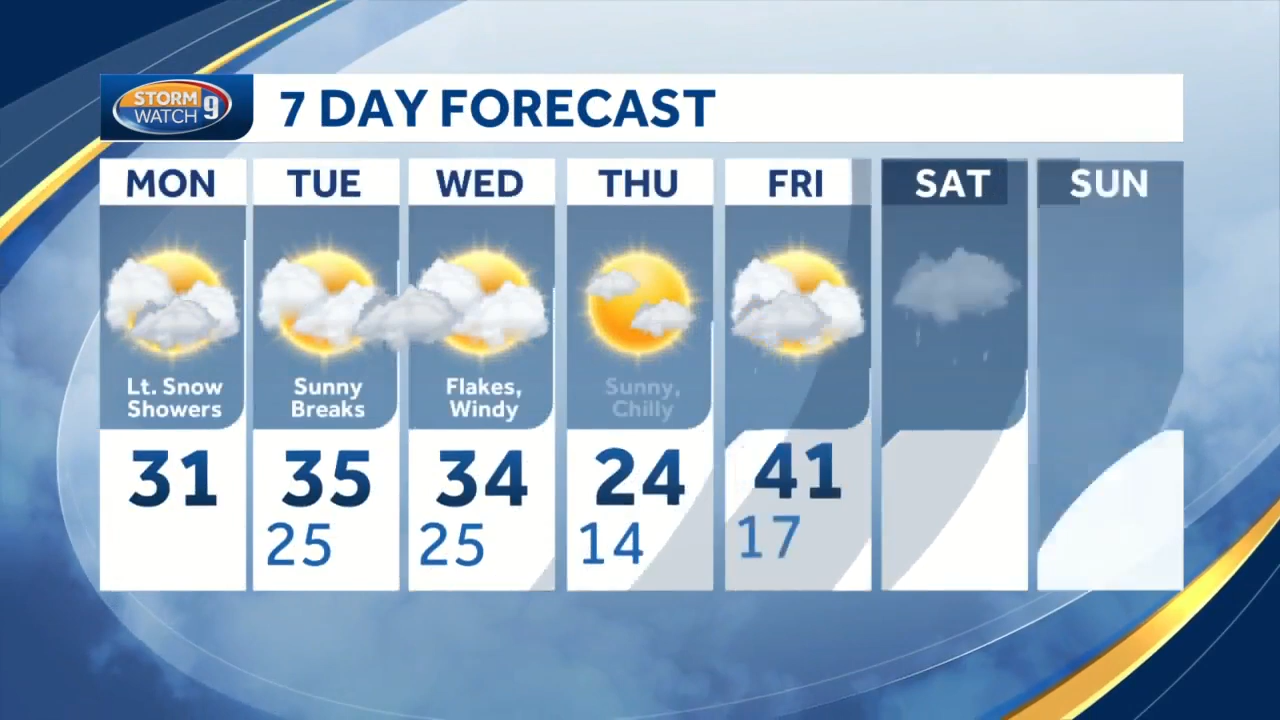 STORM
WATCH 9
7 DAY FORECAST
MON TUE WED THU FRI SAT SUN
Lt. Snow
Showers
Sunny
Breaks
Flakes,
Windy
Sunny,
Chilly
31 35 34 24 41
25 25 14 17